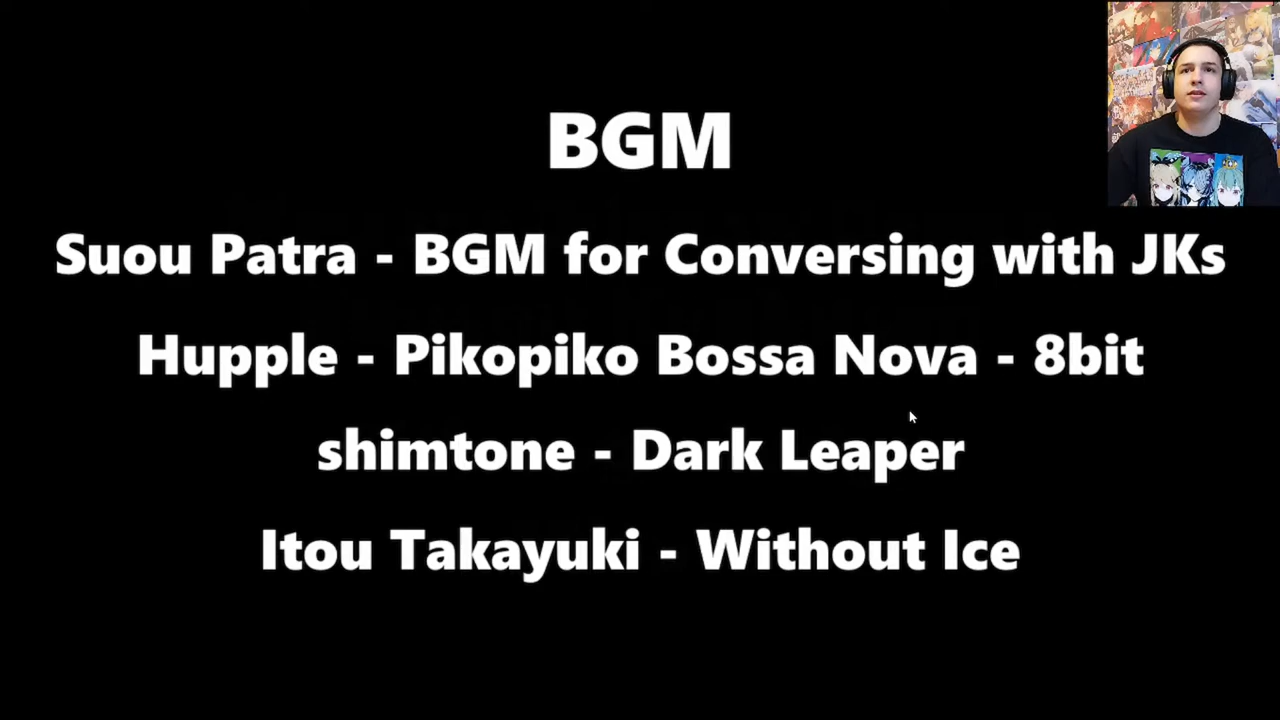 BGM
Suou Patra - BGM for Conversing with JKs
Hupple - Pikopiko Bossa Nova - 8bit
shimtone - Dark Leaper
Itou Takayuki - Without Ice